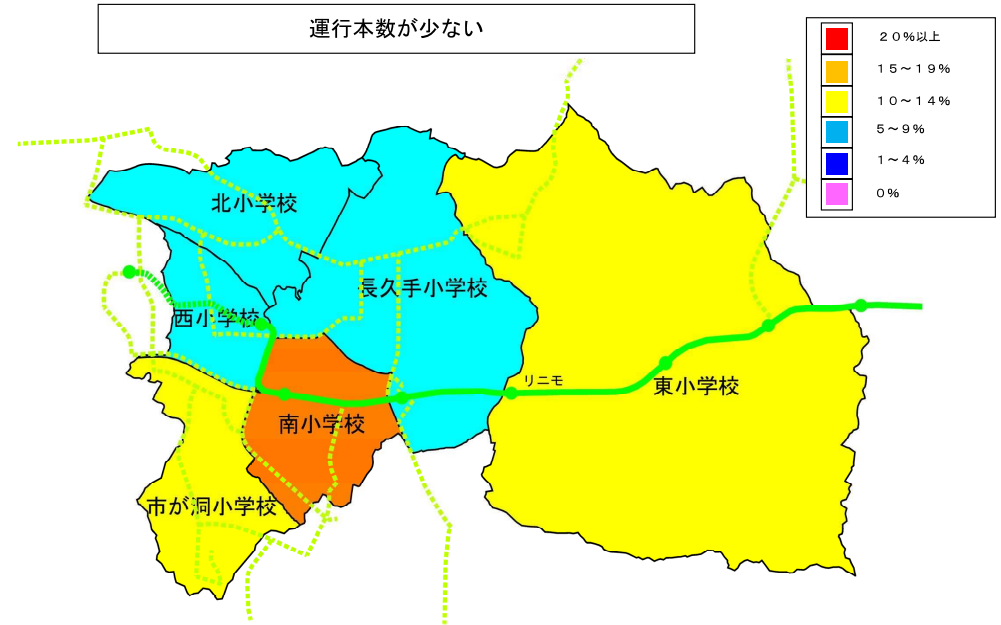 運行本数が少ない
２０％以上
１５～１９％
１０～１４％
５～９％
１～４％
０％
北小学校
長久手小学校
西小学校
リニモ
東小学校
南小学校
市が洞小学校